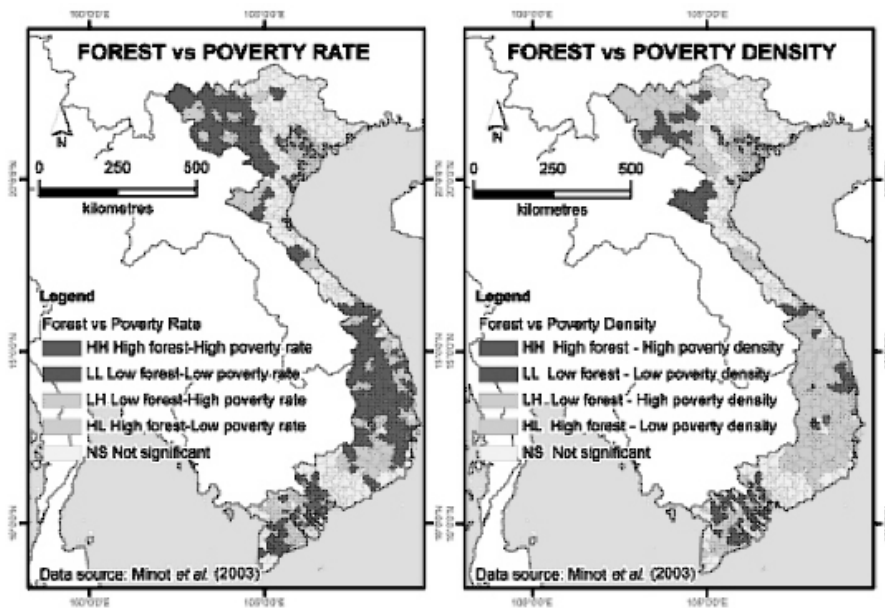 FOREST vs POVERTY RATE
N
0 250 500
kilometres
Legend
Forest vs Poverty Rate
HH High forest-High poverty rate
LL Low forest-Low poverty rate
LH Low forest-High poverty rate
HL High forest-Low poverty rate
NS Not significant
Data source: Minot et al. (2003)
FOREST vs POVERTY DENSITY
N
0 250 500
kilometres
Legend
Forest vs Poverty Density
HH High forest - High poverty density
LL Low forest - Low poverty density
LH Low forest - High poverty density
HL High forest - Low poverty density
NS Not significant
Data source: Minot et al. (2003)